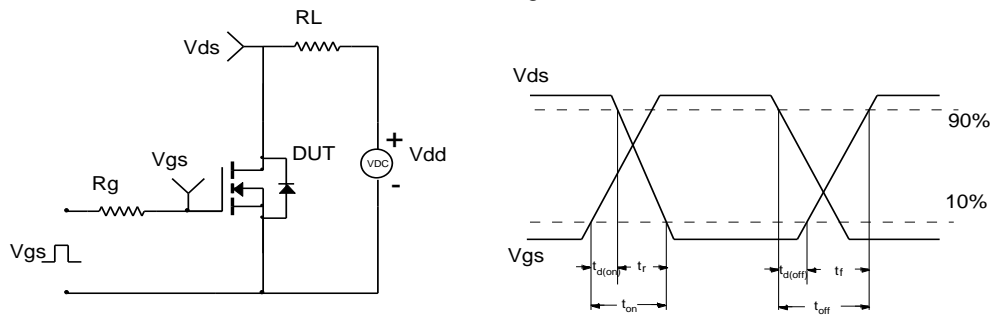 RL
Vds
Vgs
DUT
VDC
+
Vdd
-
Rg
Vgs
Vds
90%
10%
Vgs
td(on)
tr
td(off)
tf
ton
toff